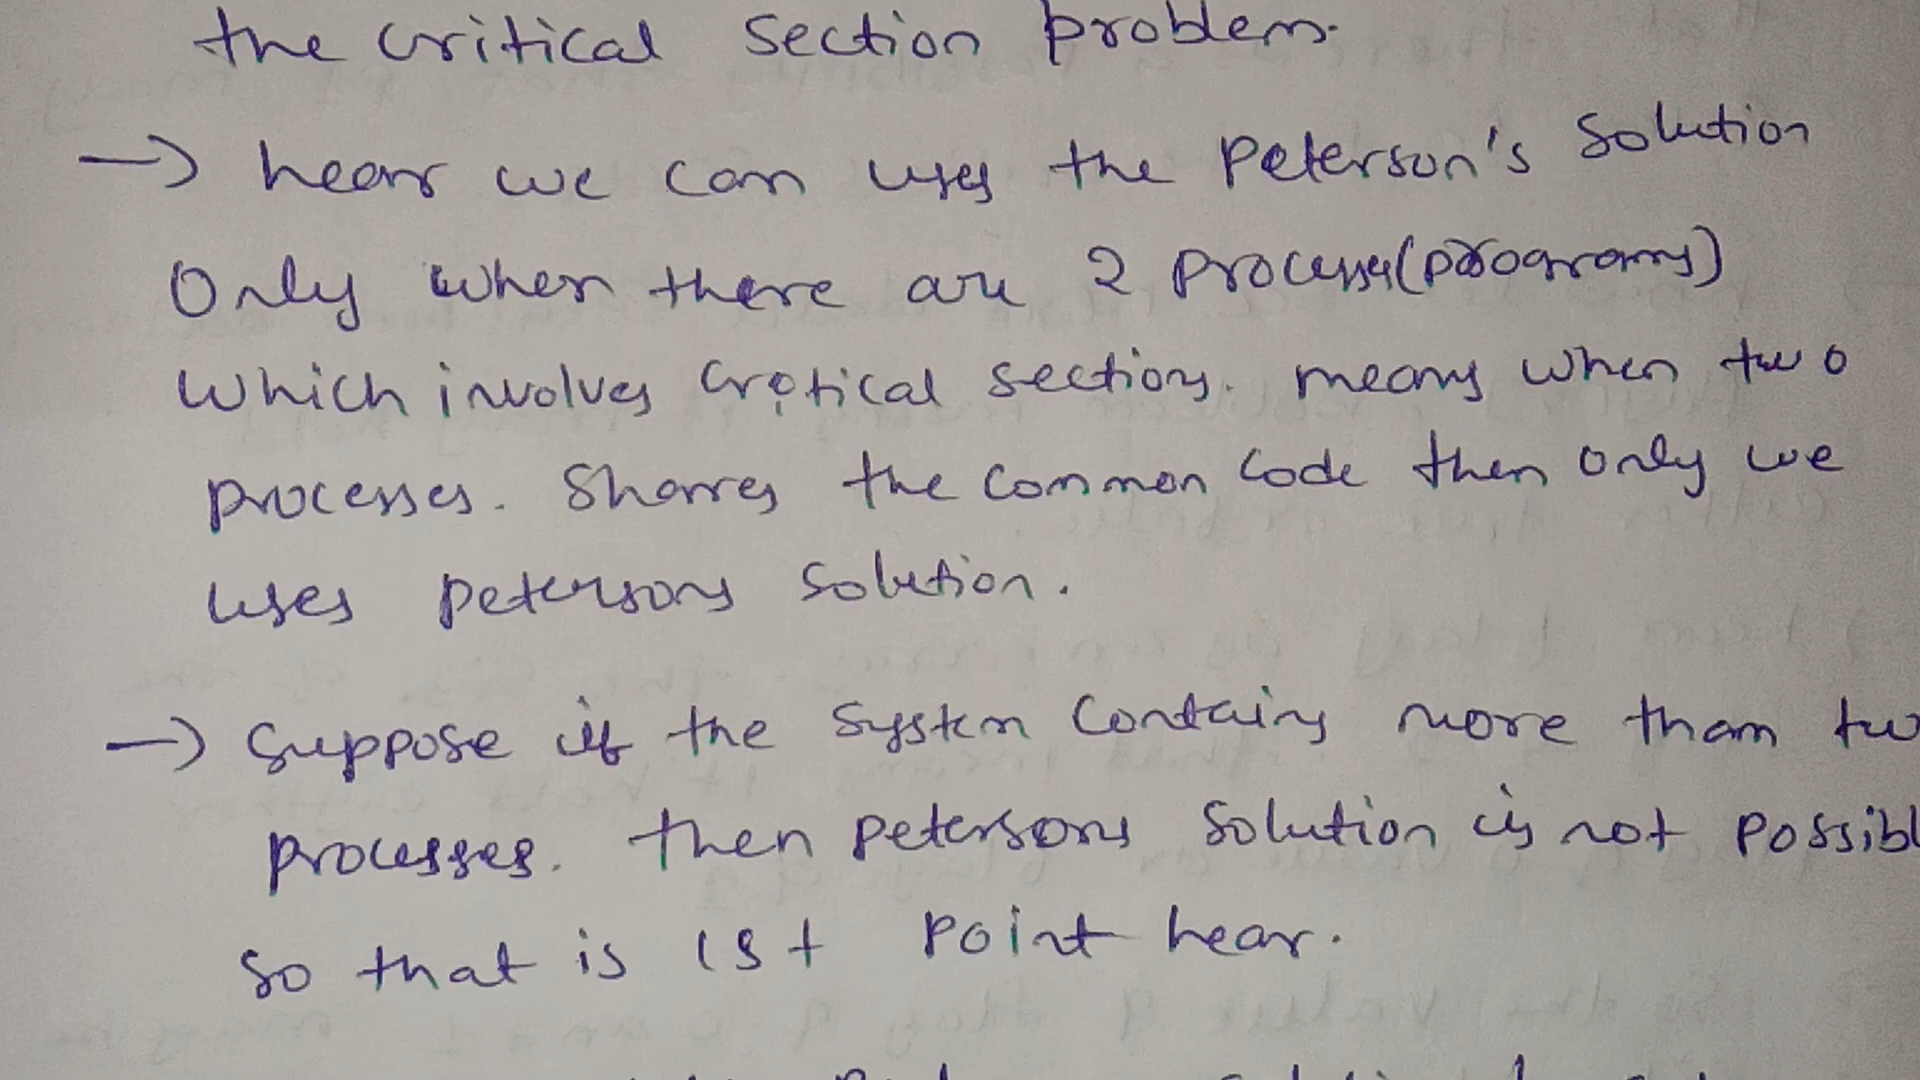 the critical section problem.
→ hear we can uses the Peterson's Solution
Only when there are 2 processes(programs)
which involves critical sections. means when two
processes. Sharres the common code then only we
uses petersons solution.
→ Suppose if the System Contains more than tw
processes. then petersons solution is not possibl
so that is 1st point hear.